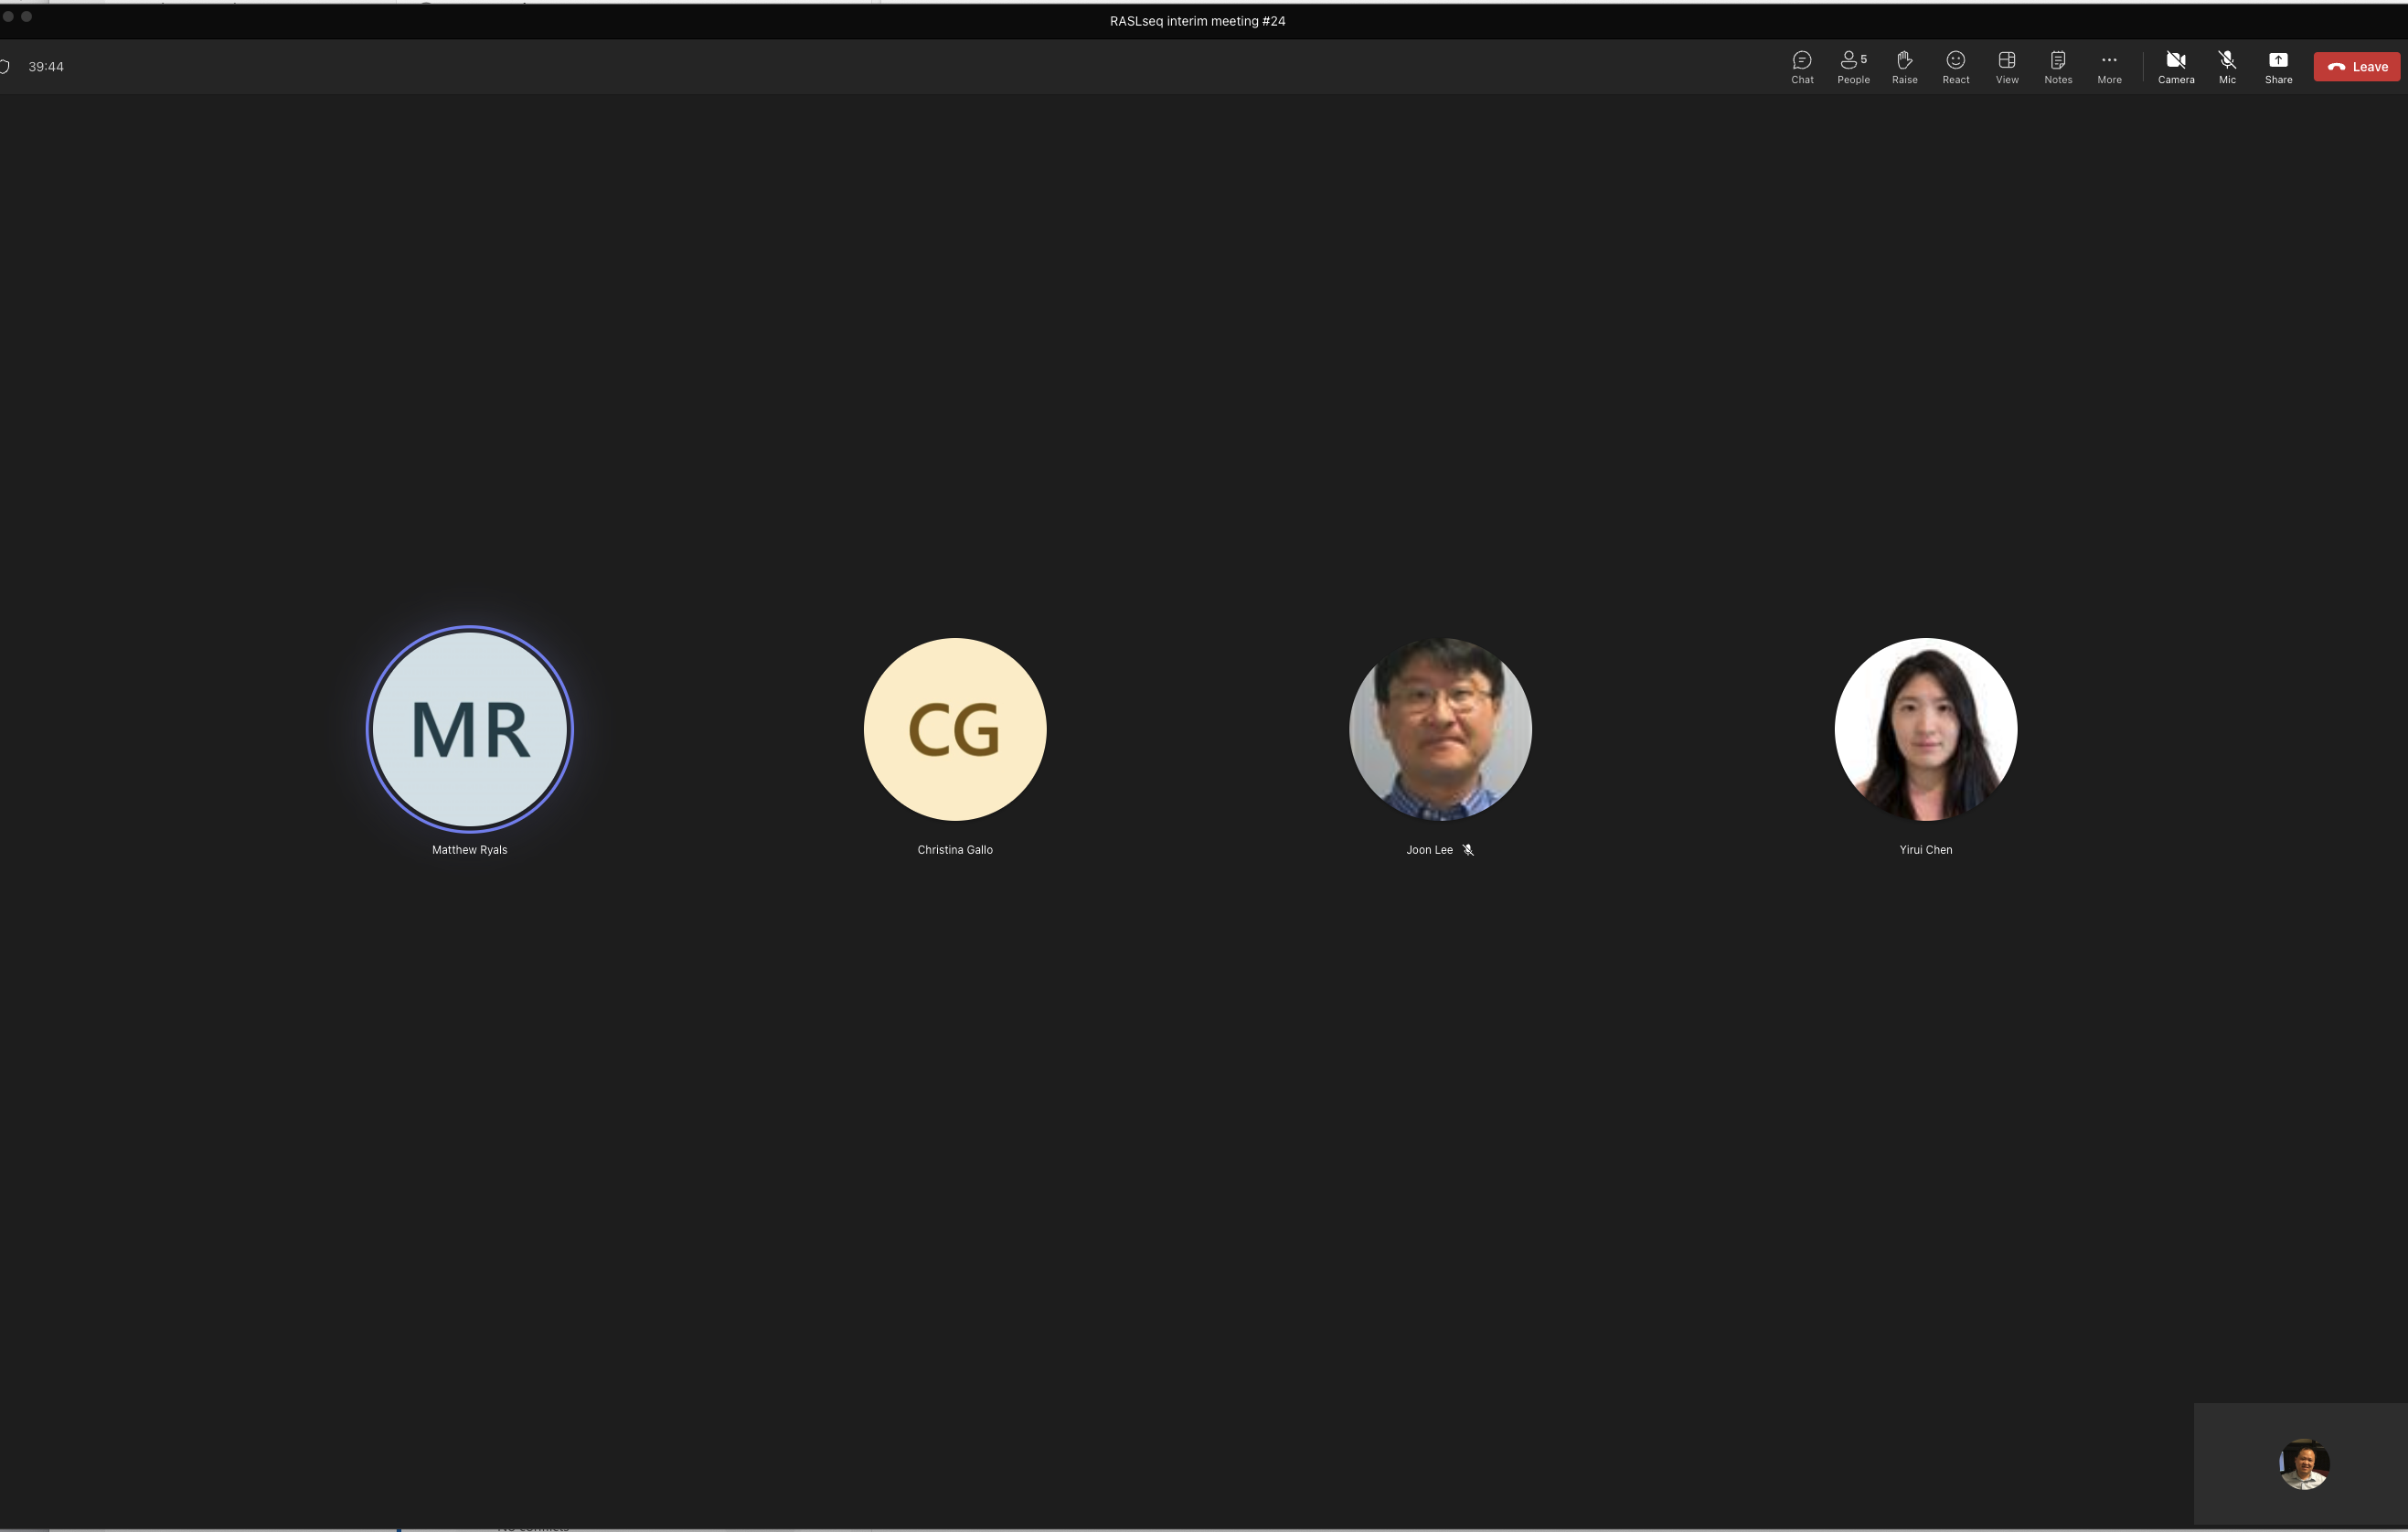 RASLseq interim meeting #24
39:44
5
Chat People Raise React View Notes More Camera Mic Share Leave
MR CG
Matthew Ryals Christina Gallo Joon Lee Yirui Chen